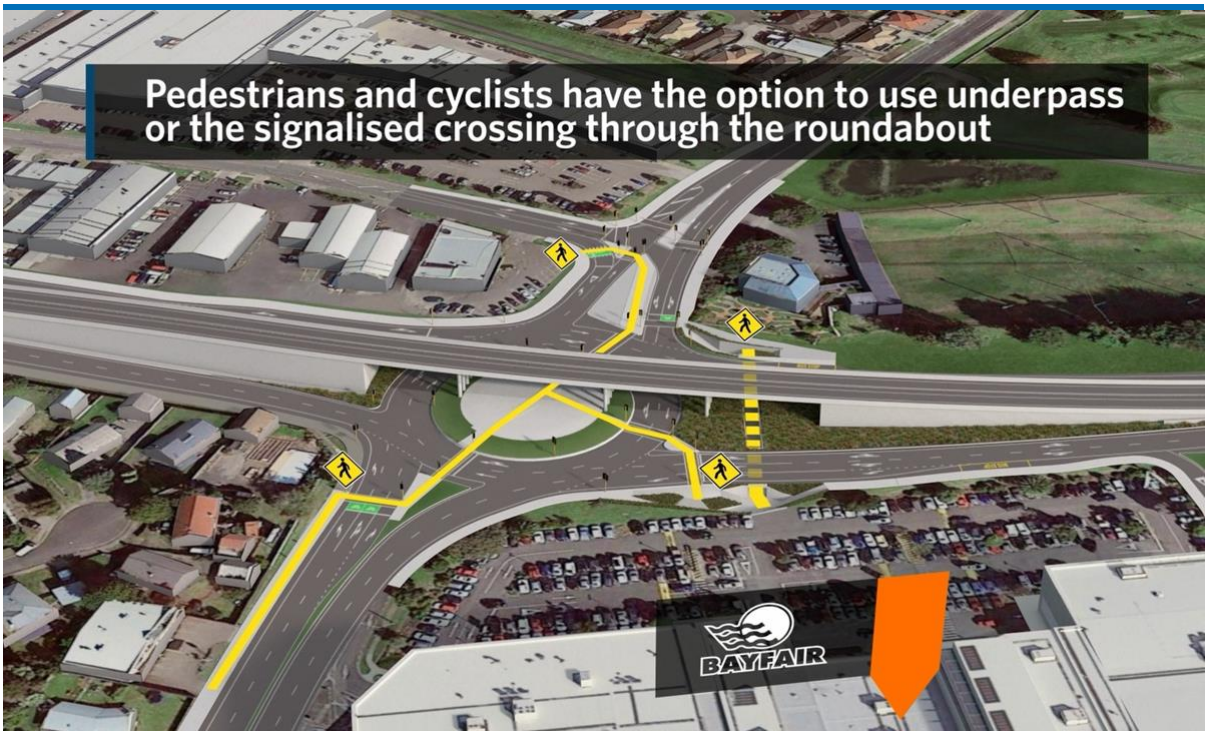 Pedestrians and cyclists have the option to use underpass
or the signalised crossing through the roundabout
BAYFAIR